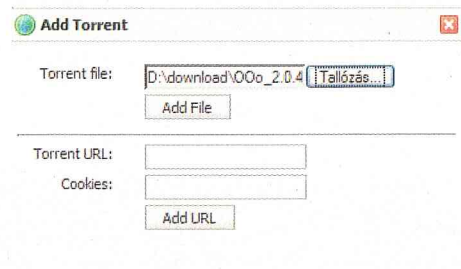 Add Torrent
Torrent file: D:\download\OOo_2.0.4 Tallózás...
Add File
Torrent URL:
Cookies:
Add URL